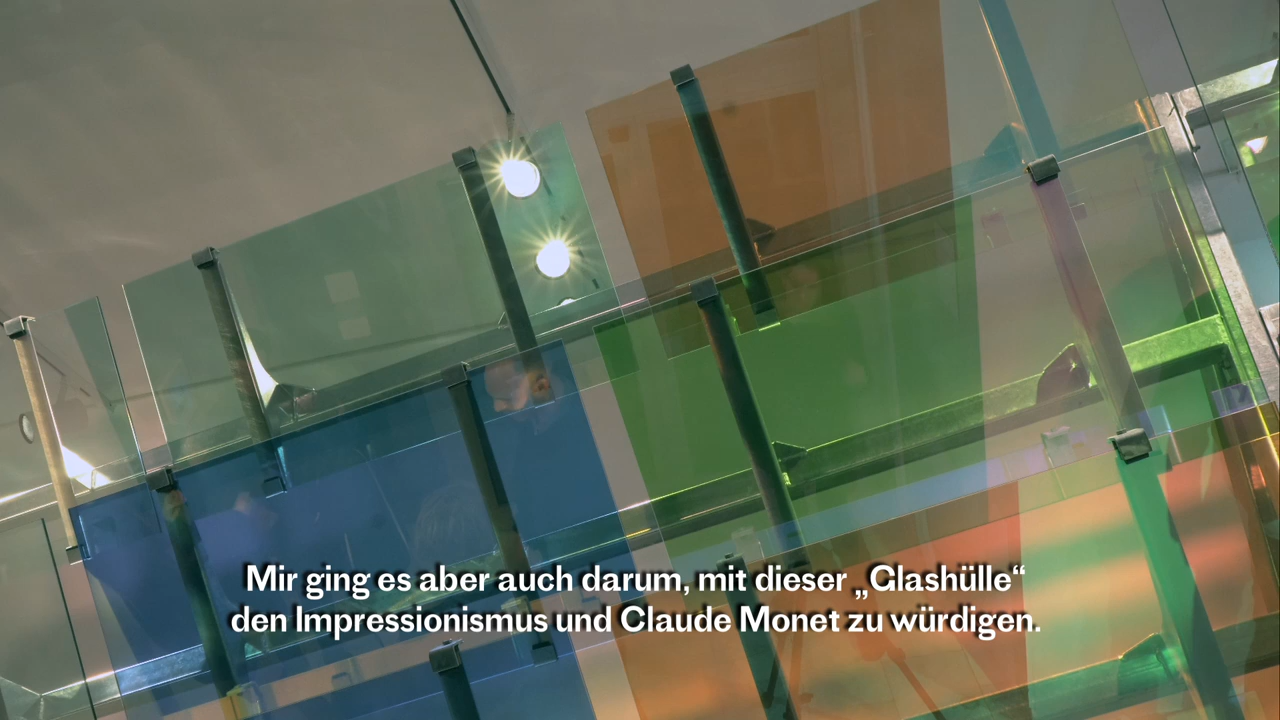 Mir ging es aber auch darum, mit dieser „Glashülle“
den Impressionismus und Claude Monet zu würdigen.